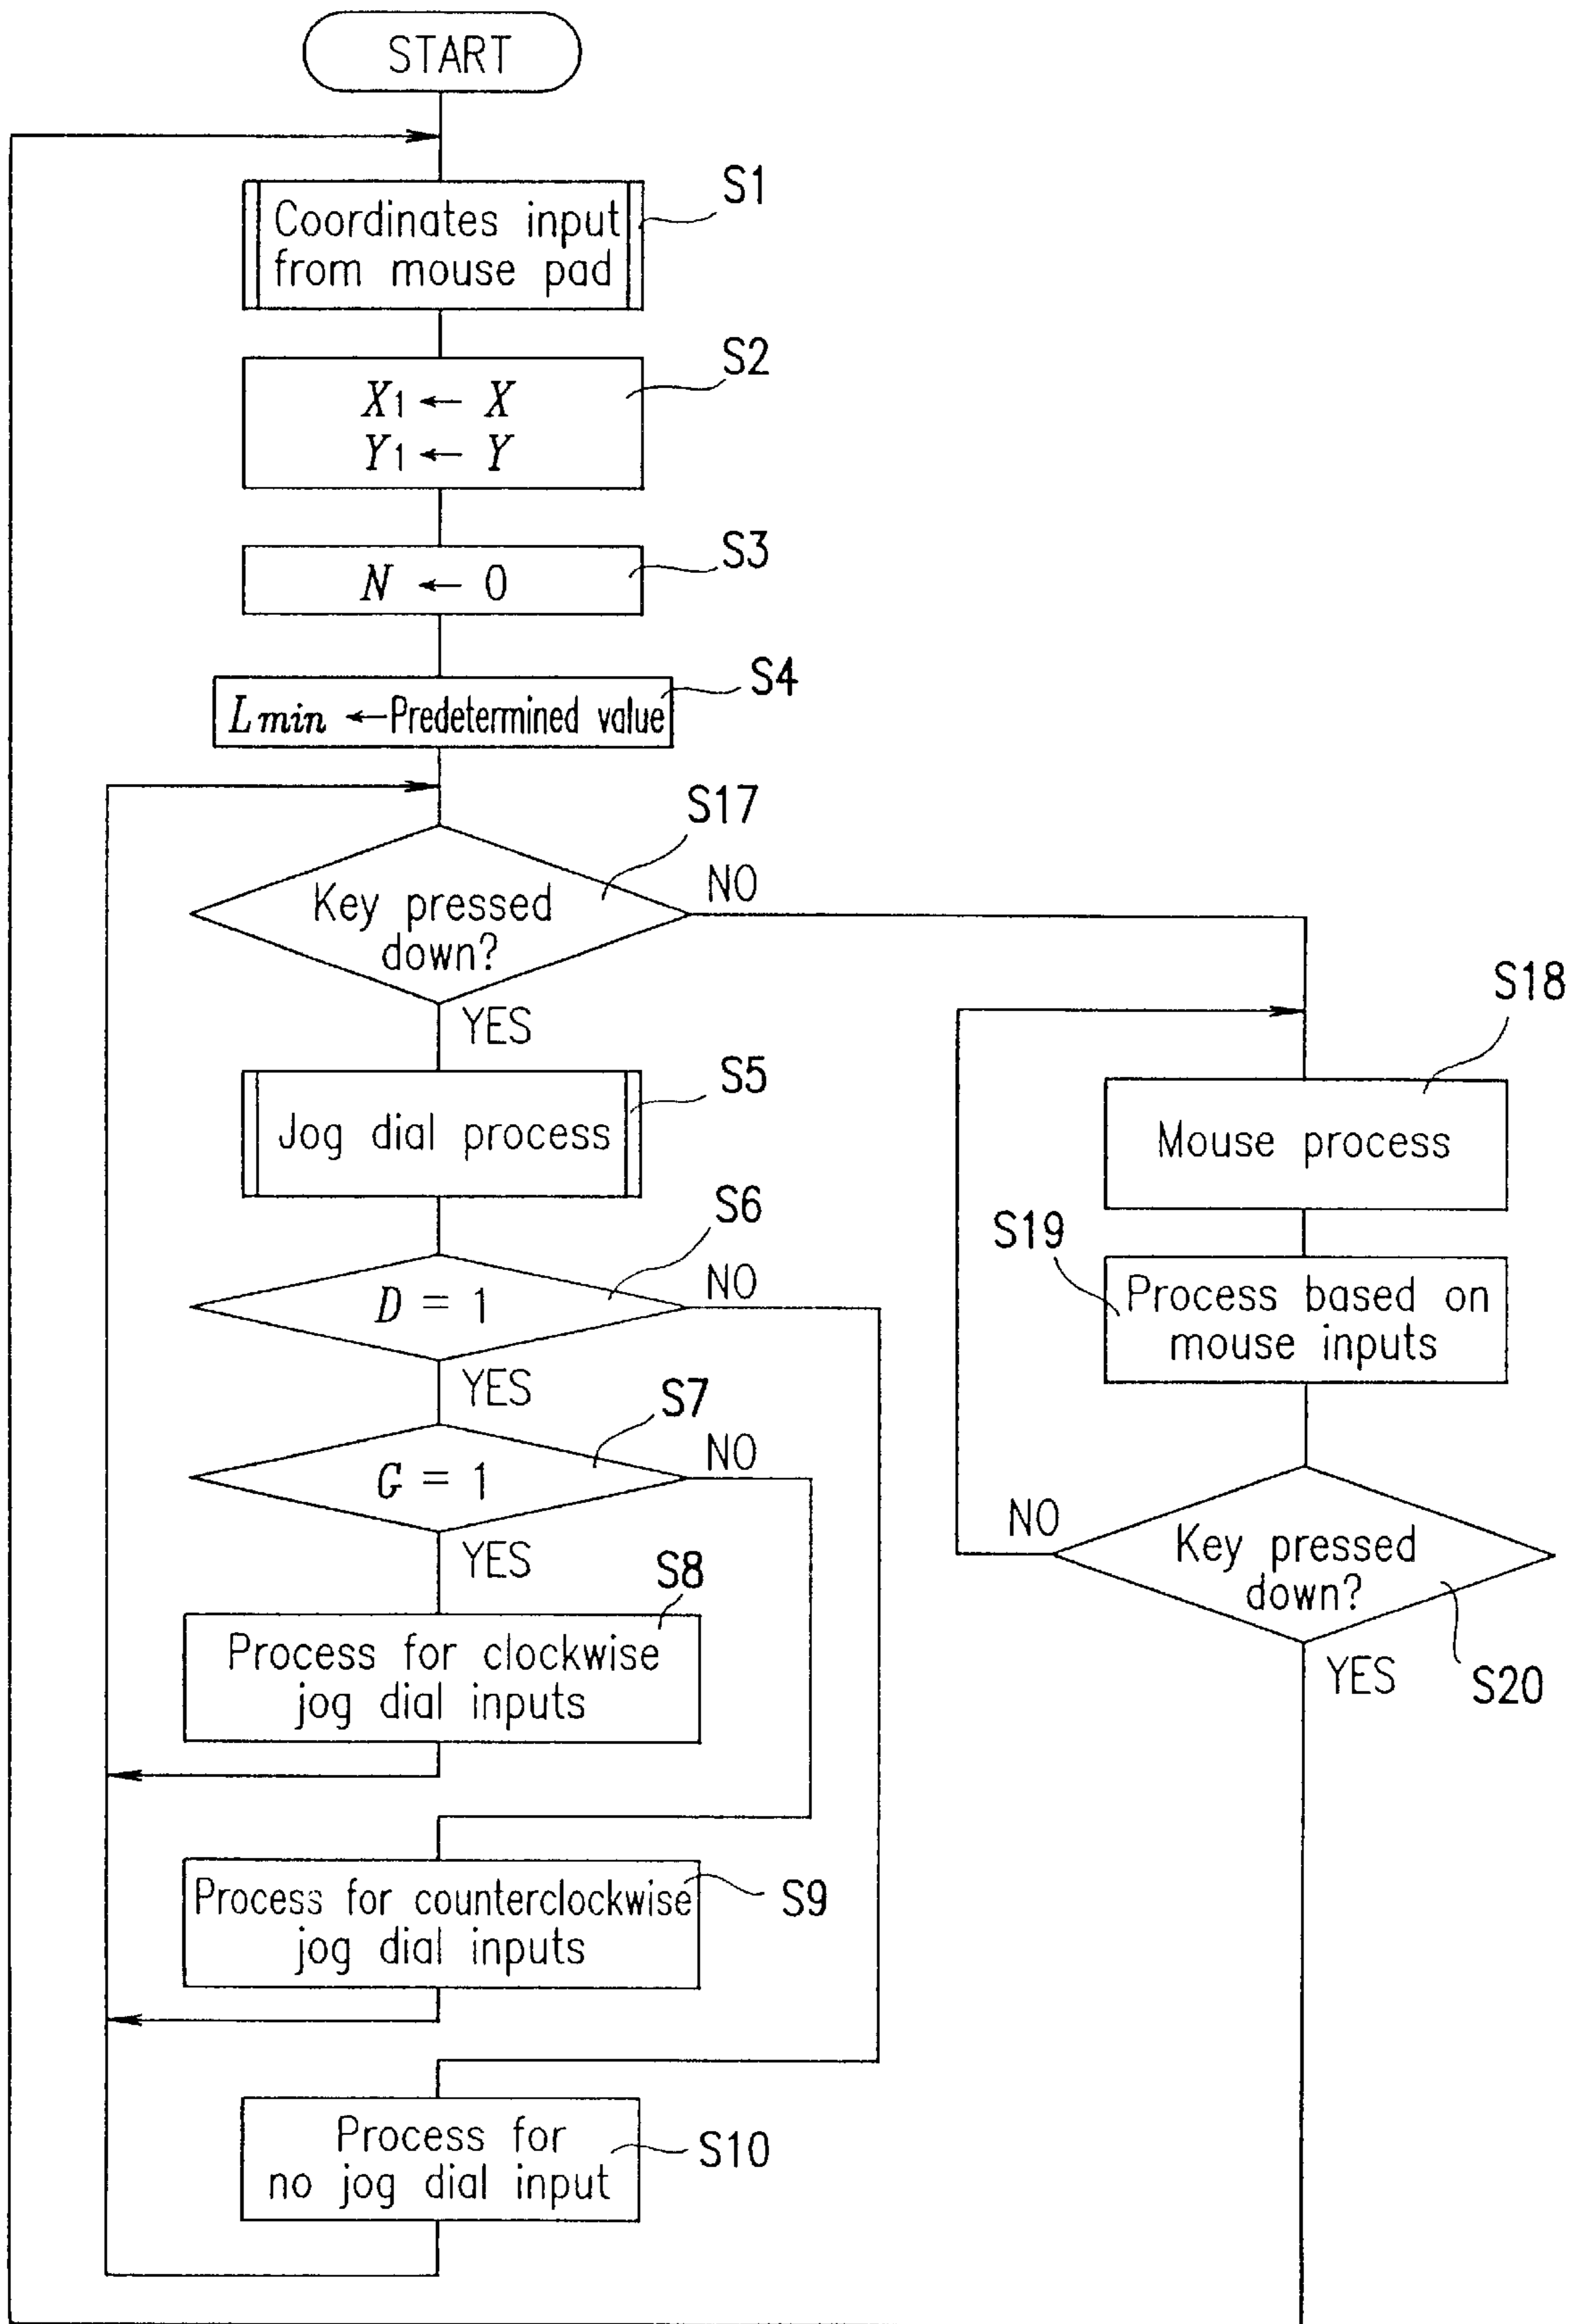 START
S1
Coordinates input
from mouse pad
S2
X1 ← X
Y1 ← Y
S3
N ← 0
S4
Lmin ← Predetermined value
S17
Key pressed
down?
NO
YES
S5
Jog dial process
S6
D = 1
NO
YES
S7
G = 1
NO
YES
S8
Process for clockwise
jog dial inputs
S9
Process for counterclockwise
jog dial inputs
S10
Process for
no jog dial input
S18
Mouse process
S19
Process based on
mouse inputs
NO
Key pressed
down?
S20
YES